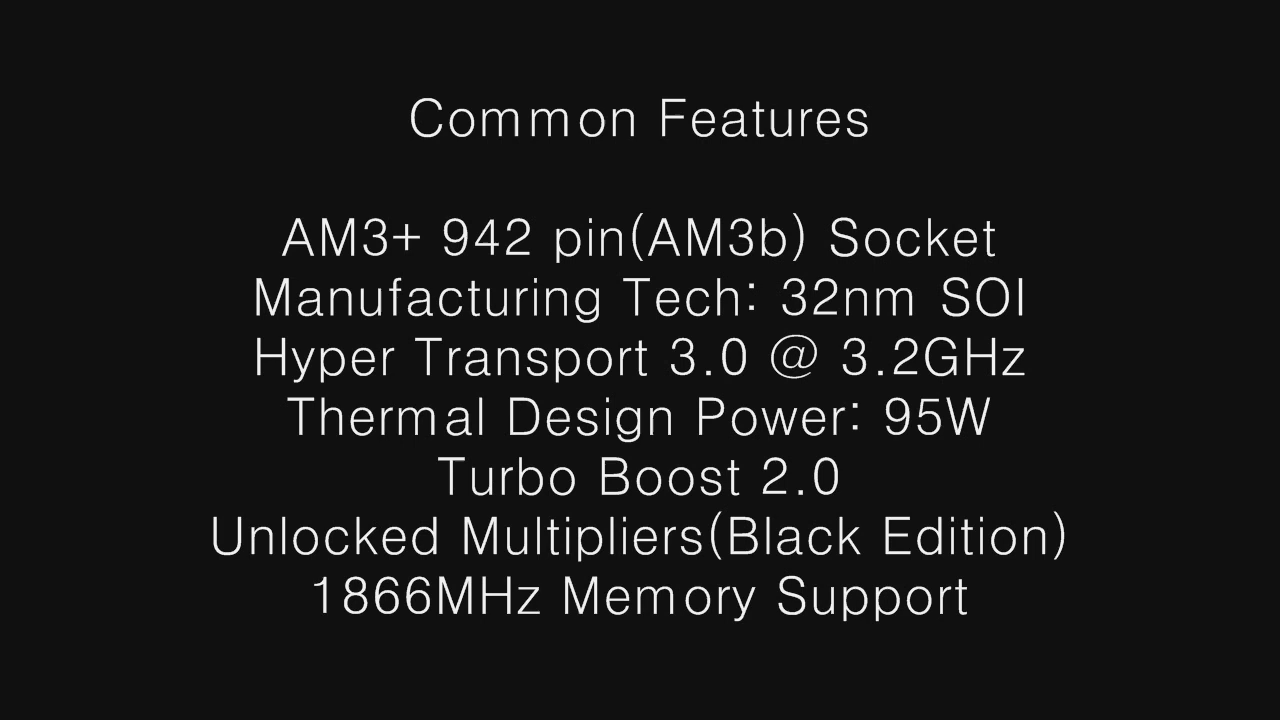 Common Features
AM3+ 942 pin(AM3b) Socket
Manufacturing Tech: 32nm SOI
Hyper Transport 3.0 @ 3.2GHz
Thermal Design Power: 95W
Turbo Boost 2.0
Unlocked Multipliers(Black Edition)
1866MHz Memory Support